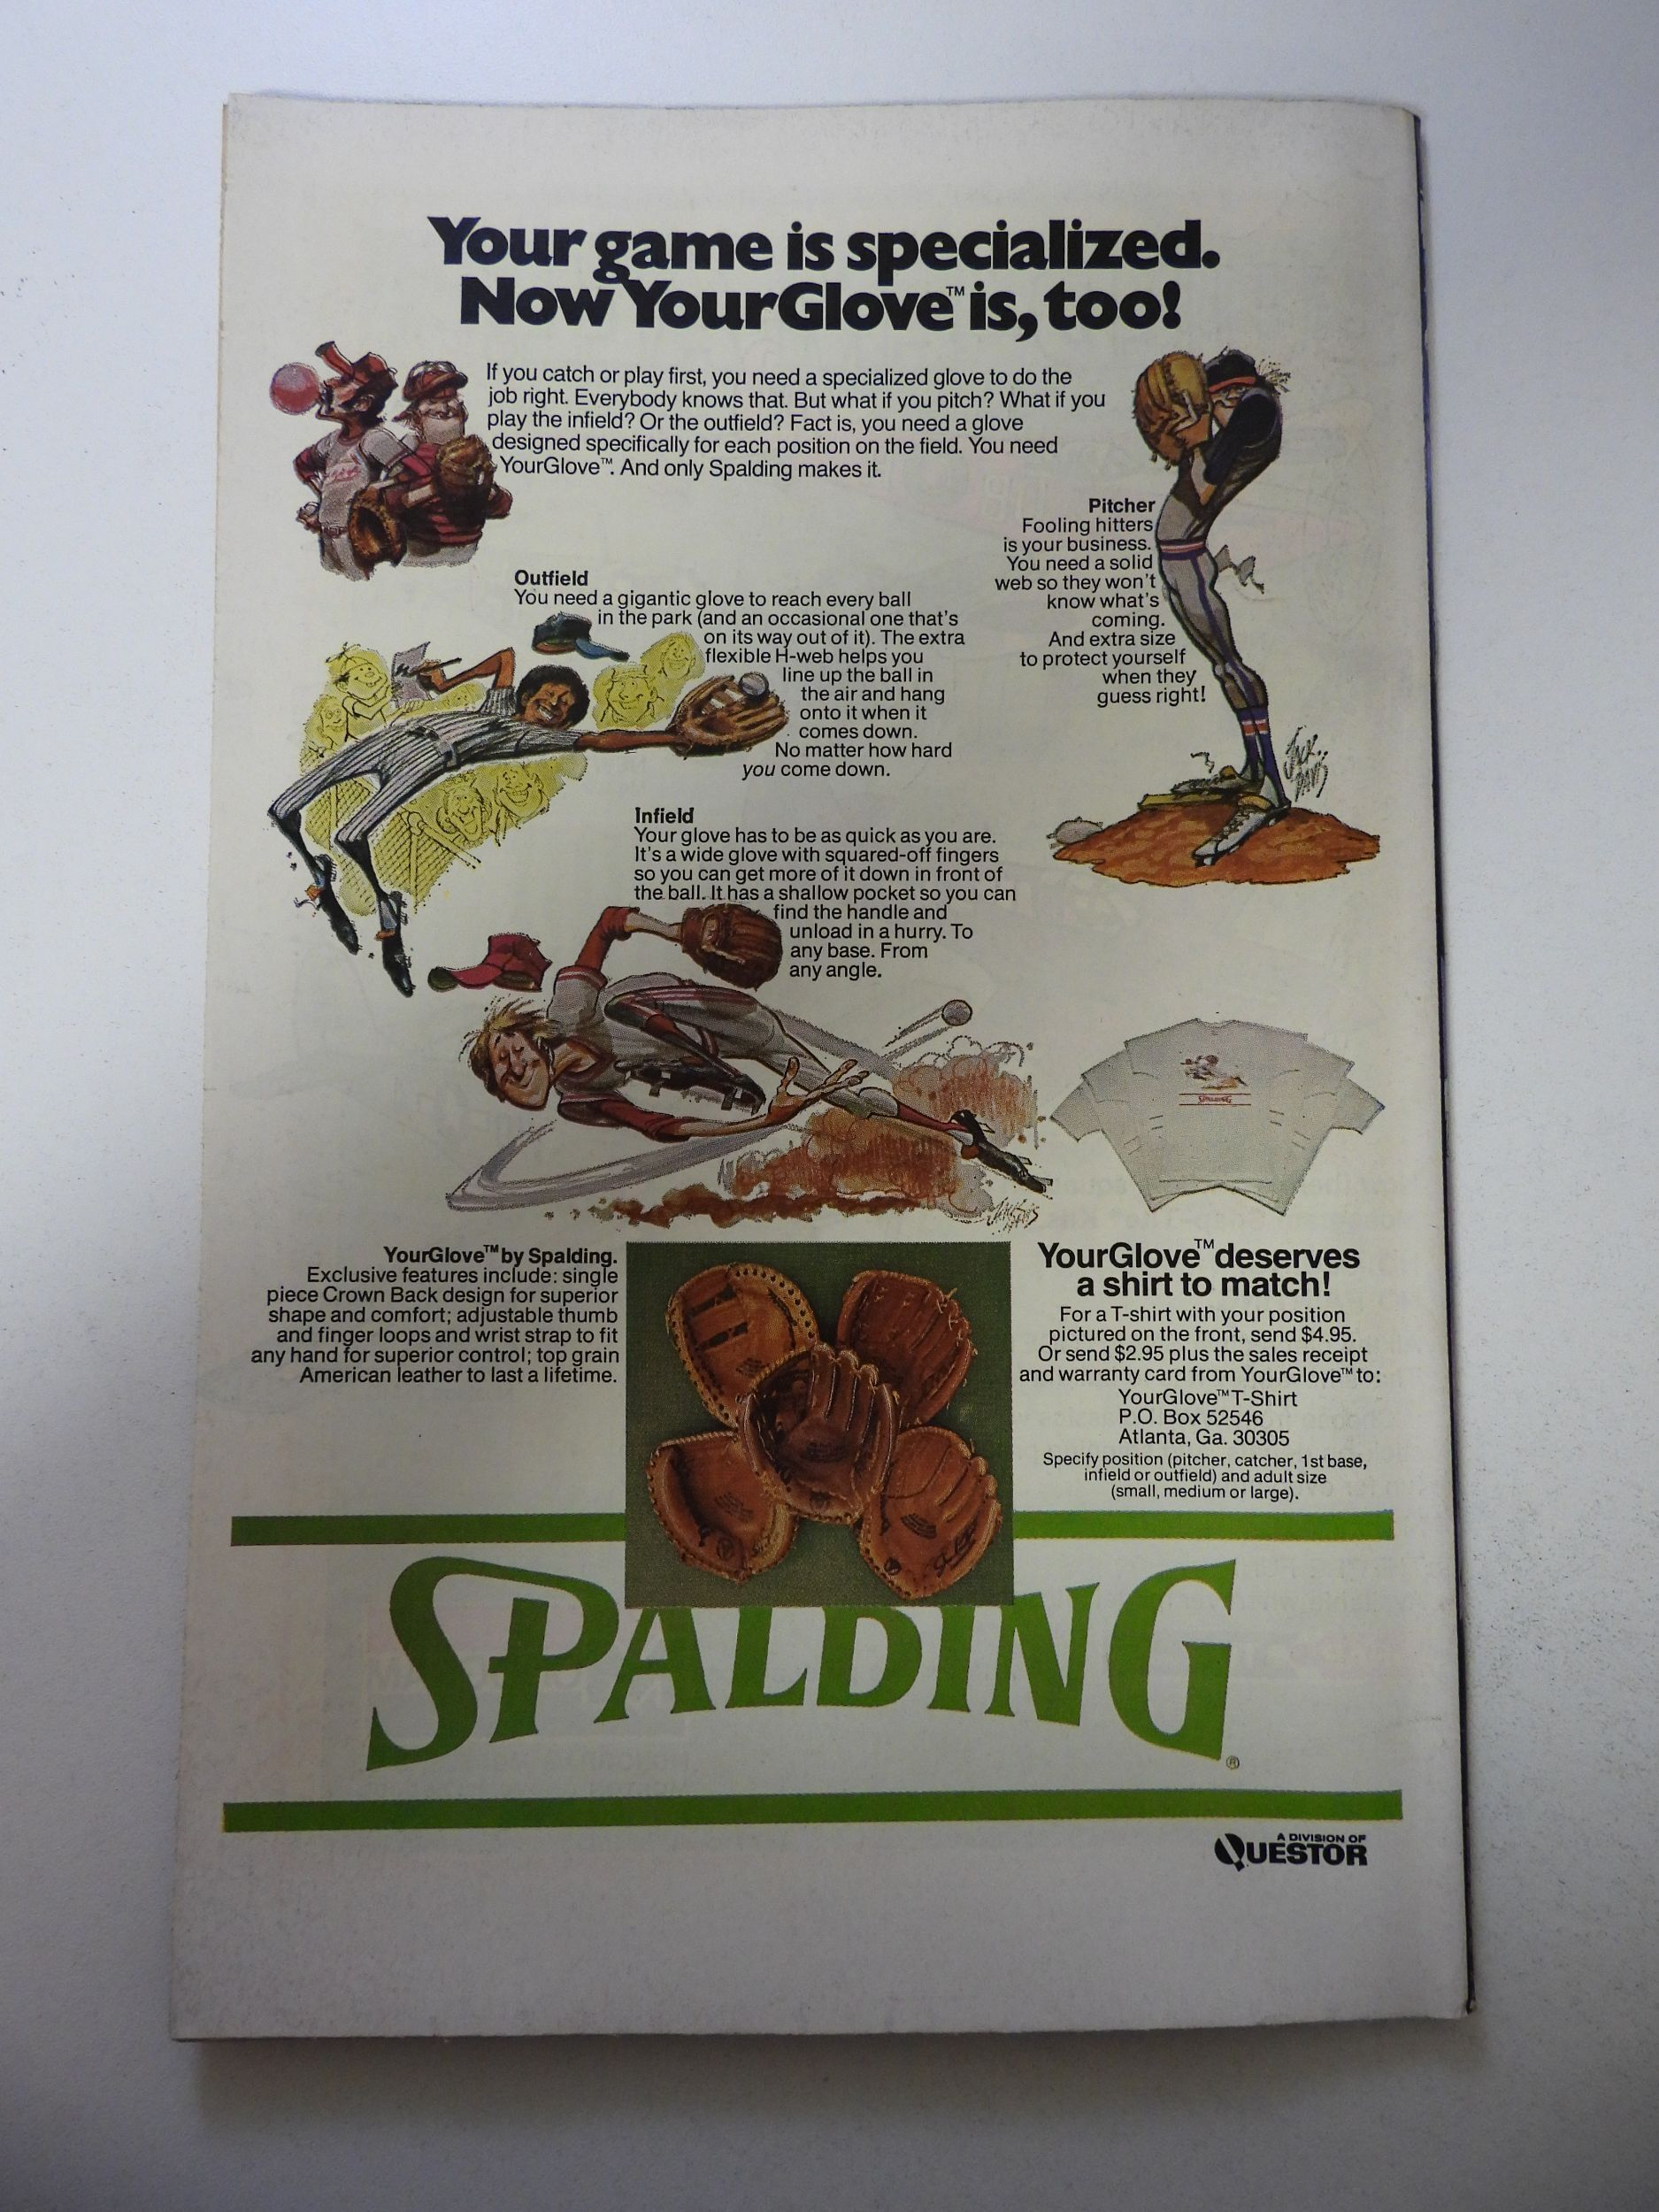 Your game is specialized.
Now YourGlove™ is, too!
If you catch or play first, you need a specialized glove to do the
job right. Everybody knows that. But what if you pitch? What if you
play the infield? Or the outfield? Fact is, you need a glove
designed specifically for each position on the field. You need
YourGlove™. And only Spalding makes it.
Pitcher
Fooling hitters
is your business.
You need a solid
web so they won't
know what's
coming.
And extra size
to protect yourself
when they
guess right!
Jack
Davis
Outfield
You need a gigantic glove to reach every ball
in the park (and an occasional one that's
on its way out of it). The extra
flexible H-web helps you
line up the ball in
the air and hang
onto it when it
comes down.
No matter how hard
you come down.
Infield
Your glove has to be as quick as you are.
It's a wide glove with squared-off fingers
so you can get more of it down in front of
the ball. It has a shallow pocket so you can
find the handle and
unload in a hurry. To
any base. From
any angle.
SPALDING
YourGlove™ by Spalding.
Exclusive features include: single
piece Crown Back design for superior
shape and comfort; adjustable thumb
and finger loops and wrist strap to fit
any hand for superior control; top grain
American leather to last a lifetime.
YourGlove™ deserves
a shirt to match!
For a T-shirt with your position
pictured on the front, send $4.95.
Or send $2.95 plus the sales receipt
and warranty card from YourGlove™ to:
YourGlove™ T-Shirt
P.O. Box 52546
Atlanta, Ga. 30305
Specify position (pitcher, catcher, 1st base,
infield or outfield) and adult size
(small, medium or large).
SPALDING®
A DIVISION OF
QUESTOR